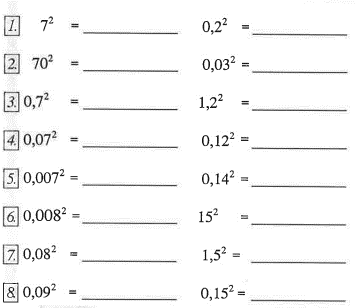 1. 7² = ________ 0,2² = ________
2. 70² = ________ 0,03² = ________
3. 0,7² = ________ 1,2² = ________
4. 0,07² = ________ 0,12² = ________
5. 0,007² = ________ 0,14² = ________
6. 0,008² = ________ 15² = ________
7. 0,08² = ________ 1,5² = ________
8 0,09² = ________ 0,15² = ________